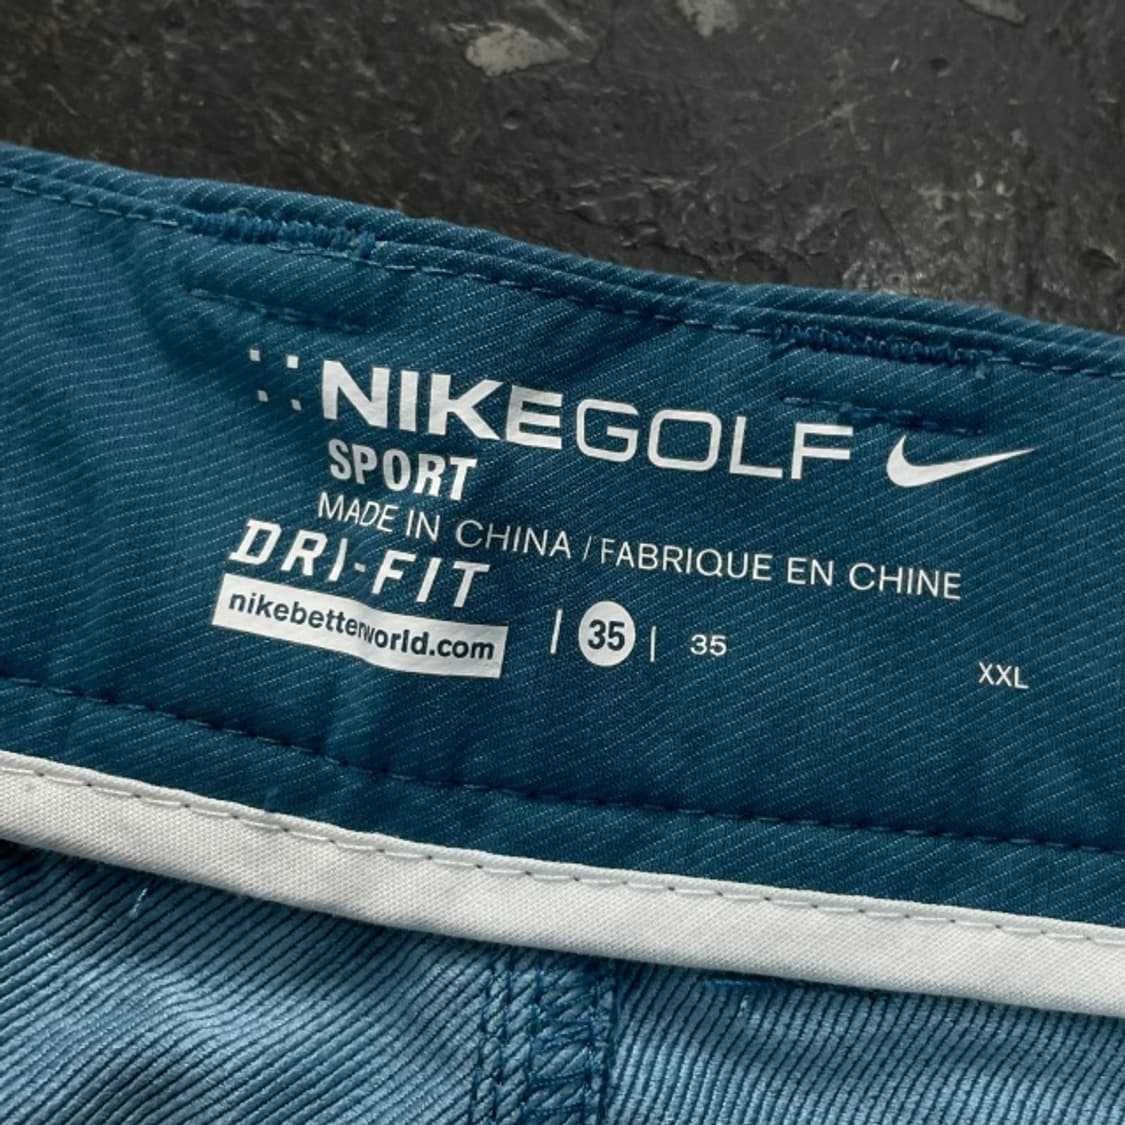 NIKEGOLF
SPORT
MADE IN CHINA / FABRIQUE EN CHINE
DRI-FIT
nikebetterworld.com | 35 | 35 XXL